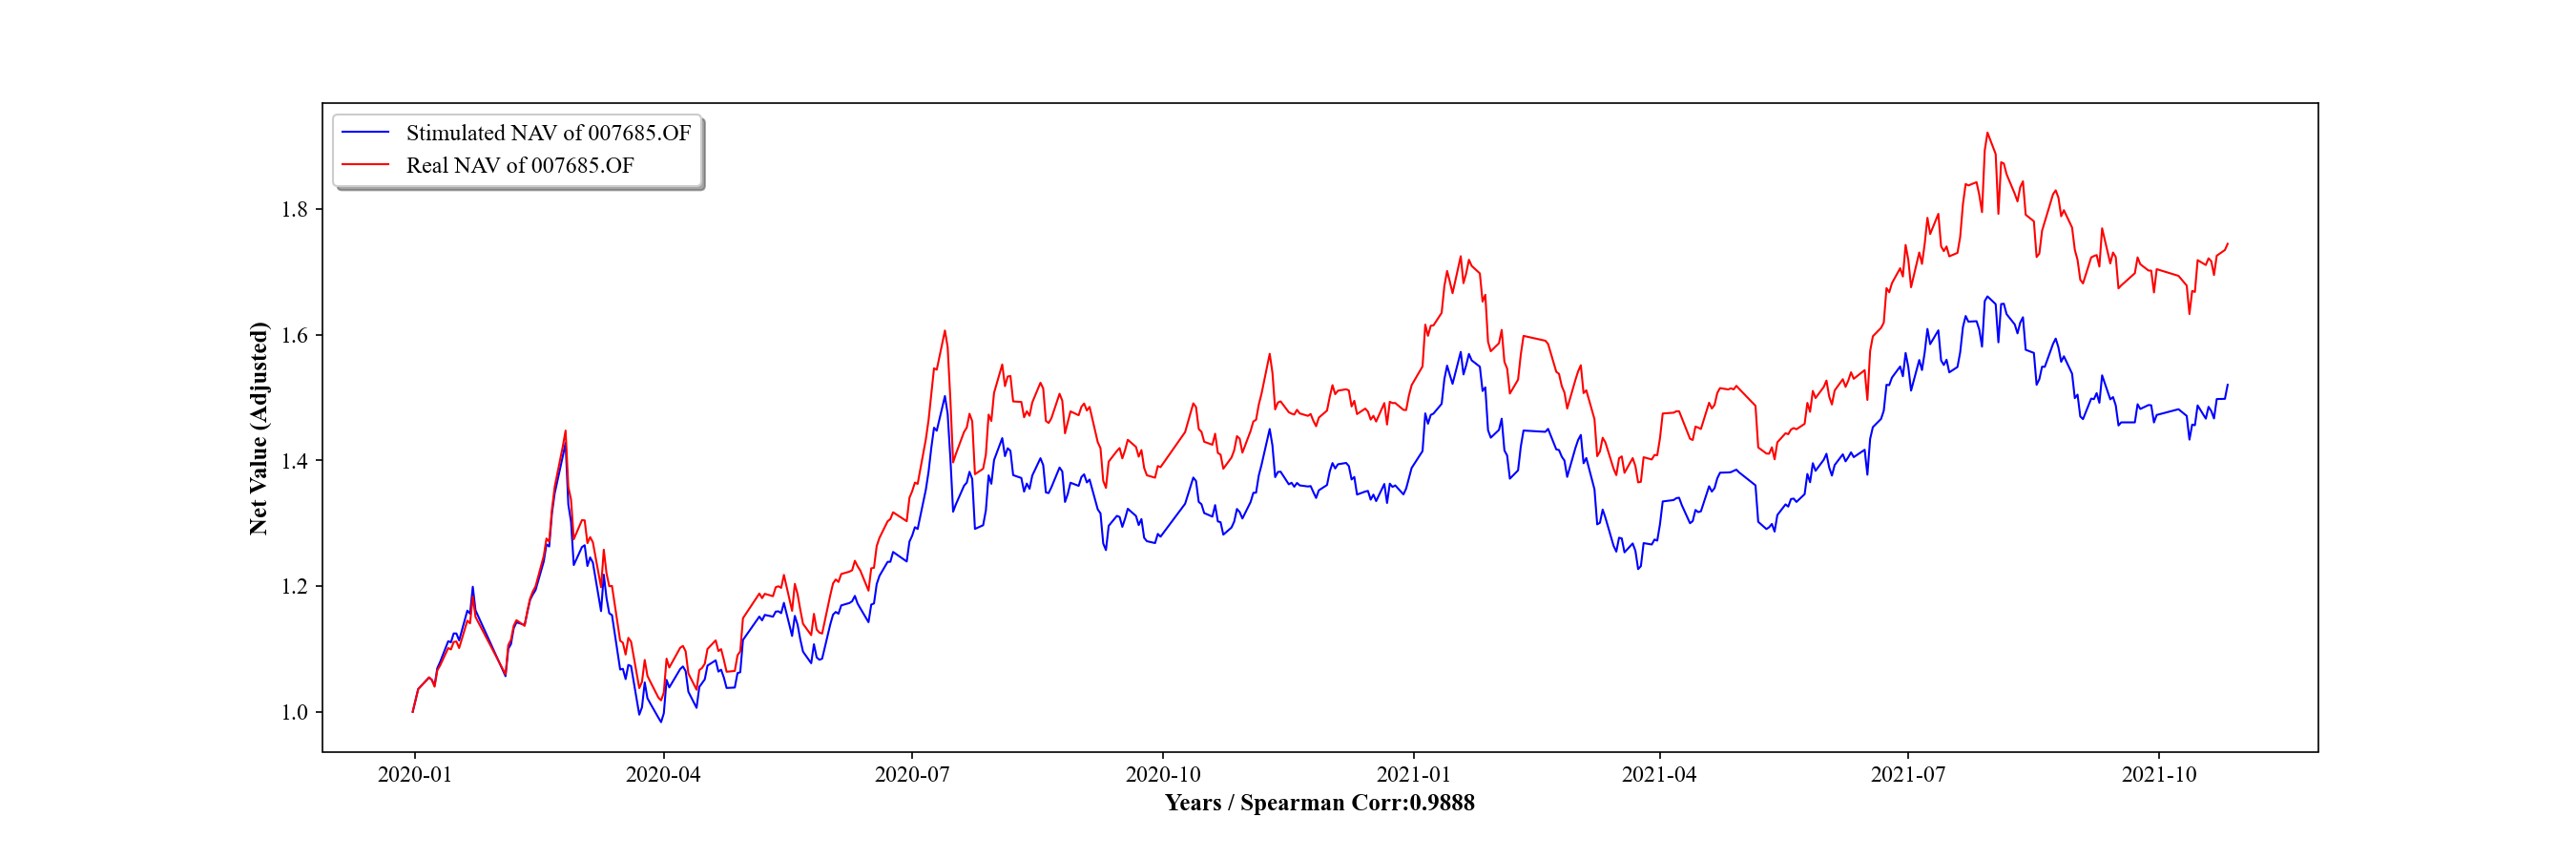 Stimulated NAV of 007685.OF
Real NAV of 007685.OF
Net Value (Adjusted)
1.8
1.6
1.4
1.2
1.0
2020-01 2020-04 2020-07 2020-10 2021-01 2021-04 2021-07 2021-10
Years / Spearman Corr:0.9888